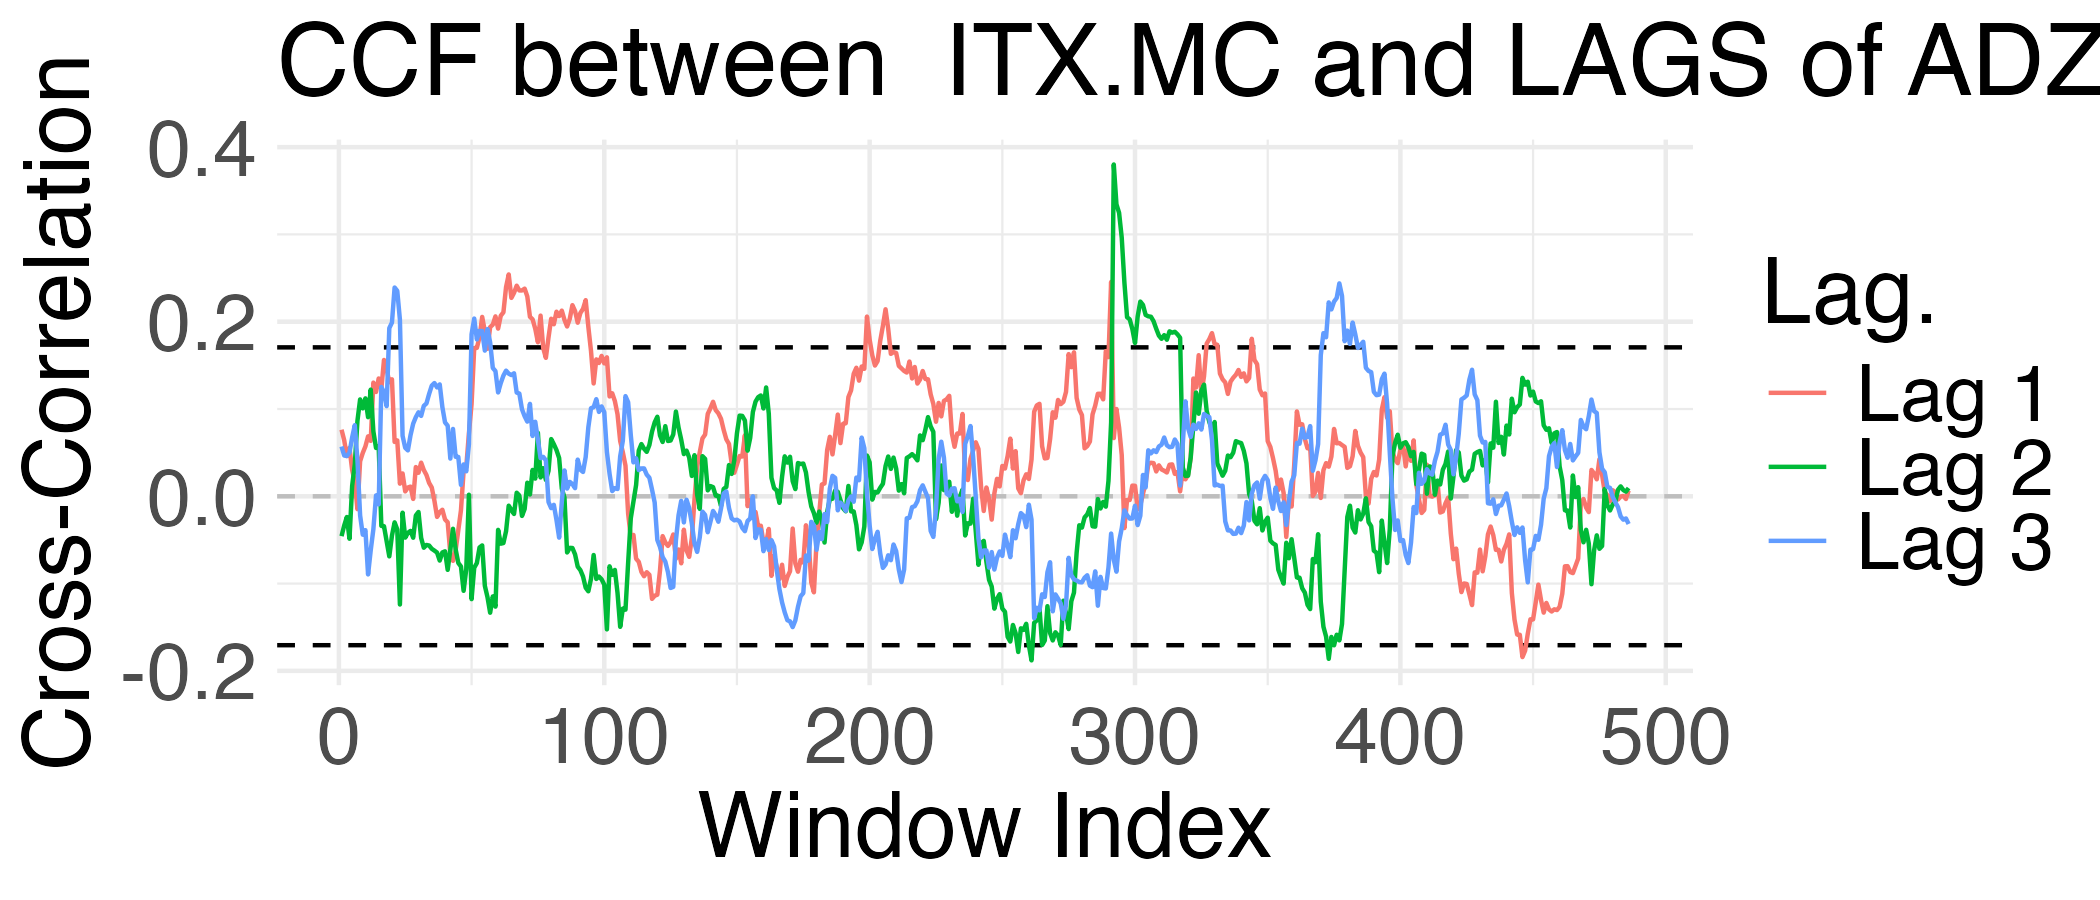 CCF between ITX.MC and LAGS of ADZ
Cross-Correlation
0.4
0.2
0.0
-0.2
0
100
200
300
400
500
Window Index
Lag.
Lag 1
Lag 2
Lag 3